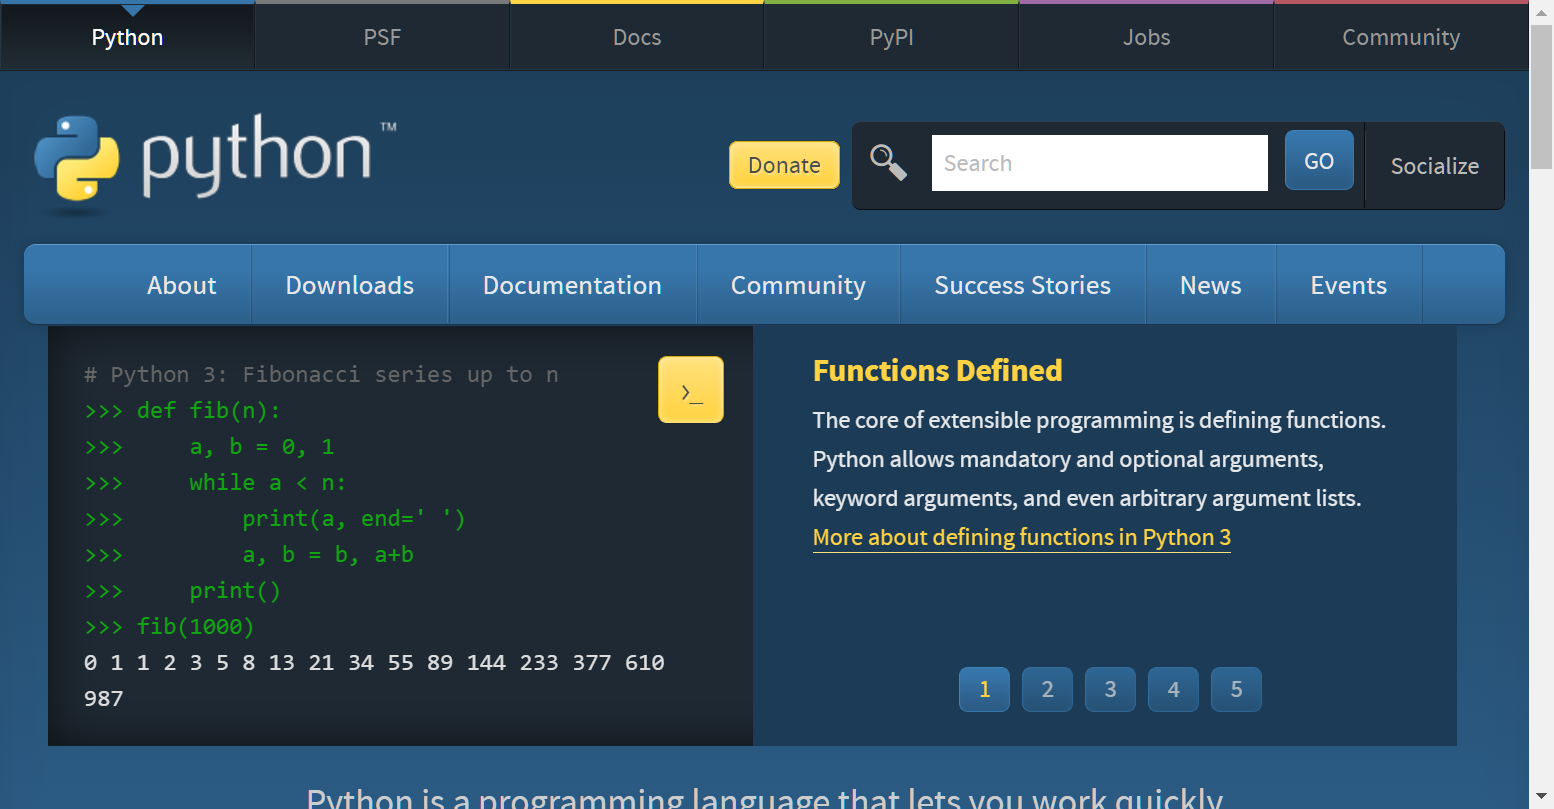 Python PSF Docs PyPI Jobs Community
python™
Donate Search GO Socialize
About Downloads Documentation Community Success Stories News Events
# Python 3: Fibonacci series up to n
>>> def fib(n):
>>>     a, b = 0, 1
>>>     while a < n:
>>>         print(a, end=' ')
>>>         a, b = b, a+b
>>>     print()
>>> fib(1000)
0 1 1 2 3 5 8 13 21 34 55 89 144 233 377 610
987
>_
Functions Defined
The core of extensible programming is defining functions.
Python allows mandatory and optional arguments,
keyword arguments, and even arbitrary argument lists.
More about defining functions in Python 3
1 2 3 4 5
Python is a programming language that lets you work quickly